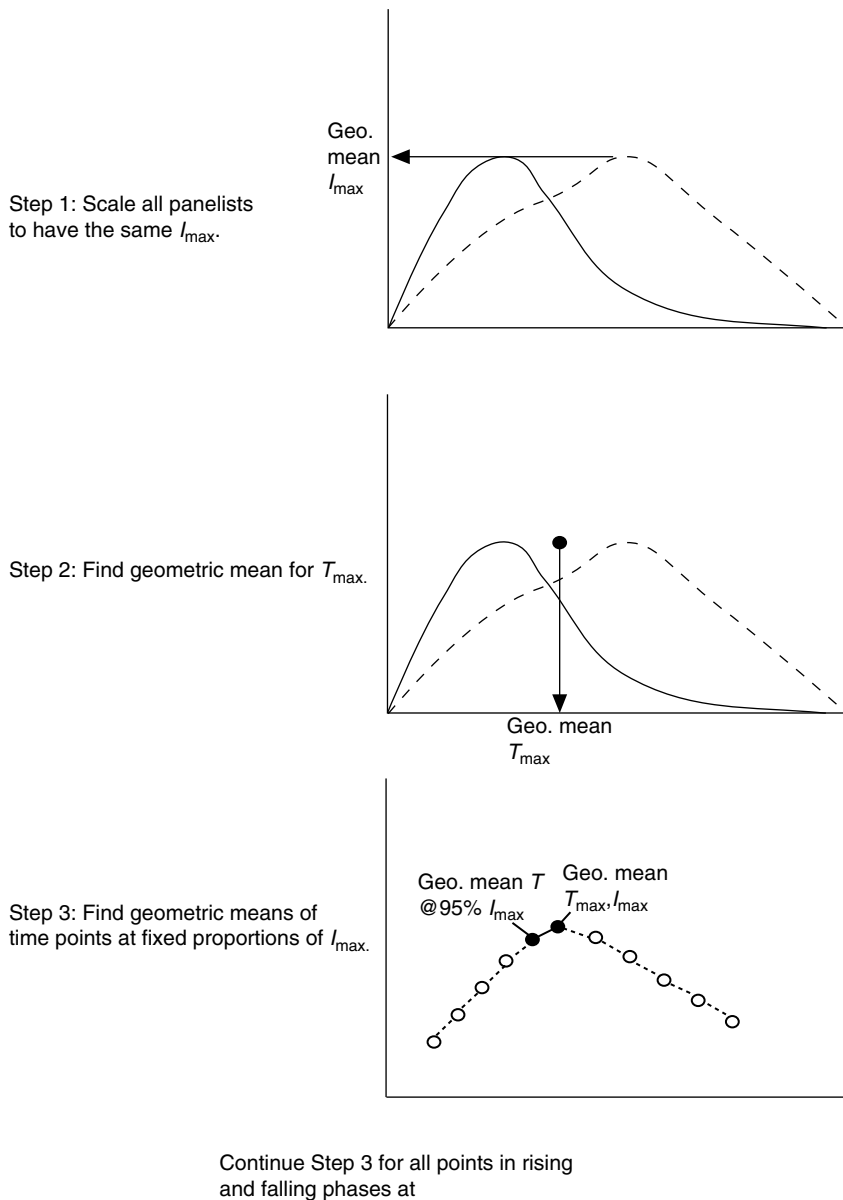 Geo.
mean
Imax
Step 1: Scale all panelists
to have the same Imax.
Step 2: Find geometric mean for Tmax.
Geo. mean
Tmax
Geo. mean T
@95% Imax
Geo. mean
Tmax, Imax
Step 3: Find geometric means of
time points at fixed proportions of Imax.
Continue Step 3 for all points in rising
and falling phases at